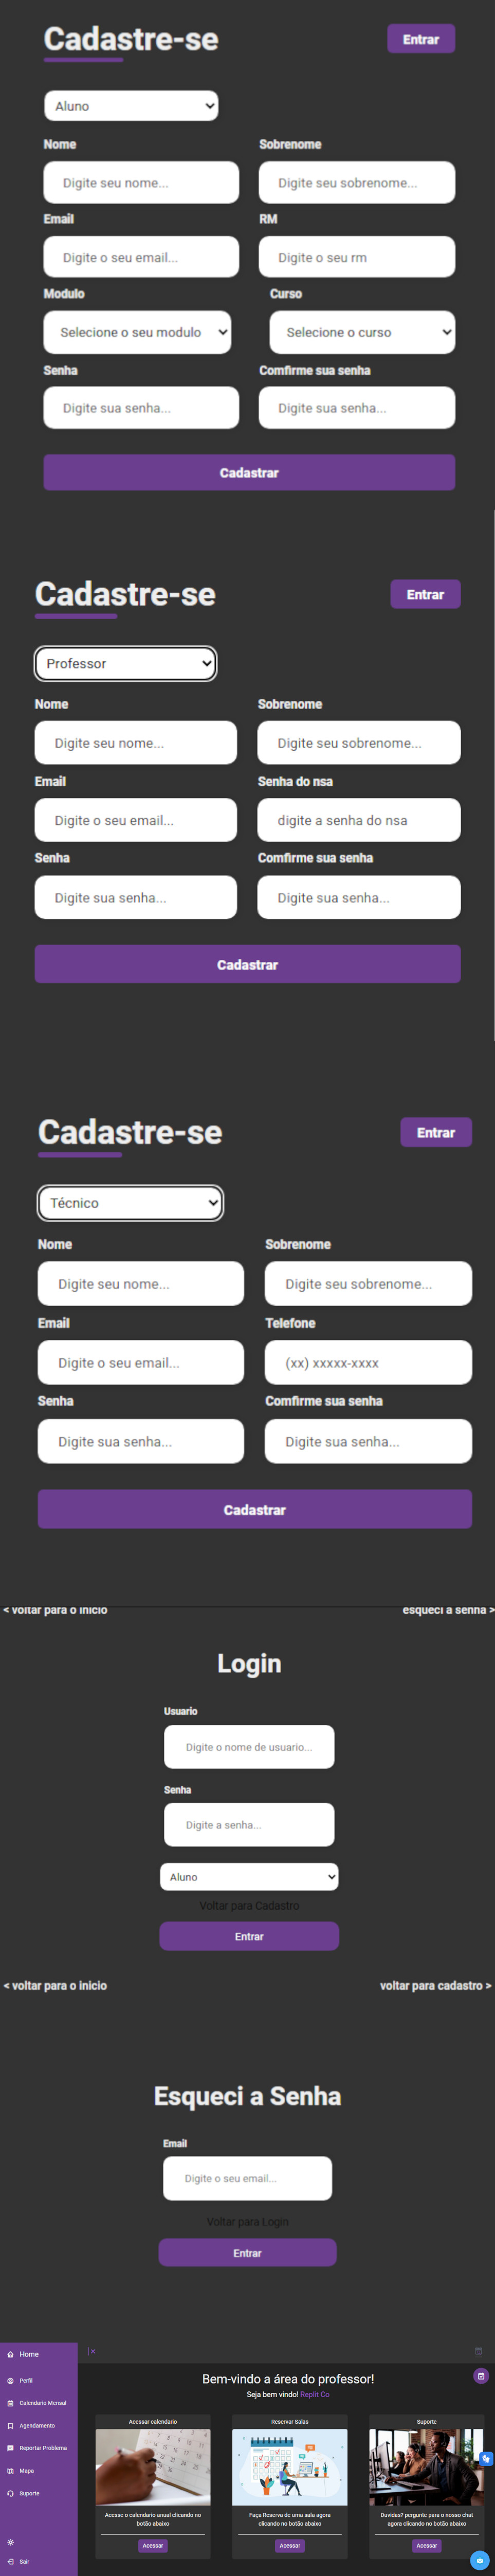 Cadastre-se Entrar
Aluno
Nome Sobrenome
Digite seu nome... Digite seu sobrenome...
Email RM
Digite o seu email... Digite o seu rm
Modulo Curso
Selecione o seu modulo Selecione o curso
Senha Comfirme sua senha
Digite sua senha... Digite sua senha...
Cadastrar
Cadastre-se Entrar
Professor
Nome Sobrenome
Digite seu nome... Digite seu sobrenome...
Email Senha do nsa
Digite o seu email... digite a senha do nsa
Senha Comfirme sua senha
Digite sua senha... Digite sua senha...
Cadastrar
Cadastre-se Entrar
Técnico
Nome Sobrenome
Digite seu nome... Digite seu sobrenome...
Email Telefone
Digite o seu email... (xx) xxxxx-xxxx
Senha Comfirme sua senha
Digite sua senha... Digite sua senha...
Cadastrar
< voltar para o inicio esqueci a senha >
Login
Usuario
Digite o nome de usuario...
Senha
Digite a senha...
Aluno
Voltar para Cadastro
Entrar
< voltar para o inicio voltar para cadastro >
Esqueci a Senha
Email
Digite o seu email...
Voltar para Login
Entrar
Home
Perfil
Calendario Mensal
Agendamento
Reportar Problema
Mapa
Suporte
Sair
Bem-vindo a área do professor!
Seja bem vindo! Replit Co
Acessar calendario
Acesse o calendario anual clicando no
botão abaixo
Acessar
Reservar Salas
Faça Reserva de uma sala agora
clicando no botão abaixo
Acessar
Suporte
Duvidas? pergunte para o nosso chat
agora clicando no botão abaixo
Acessar